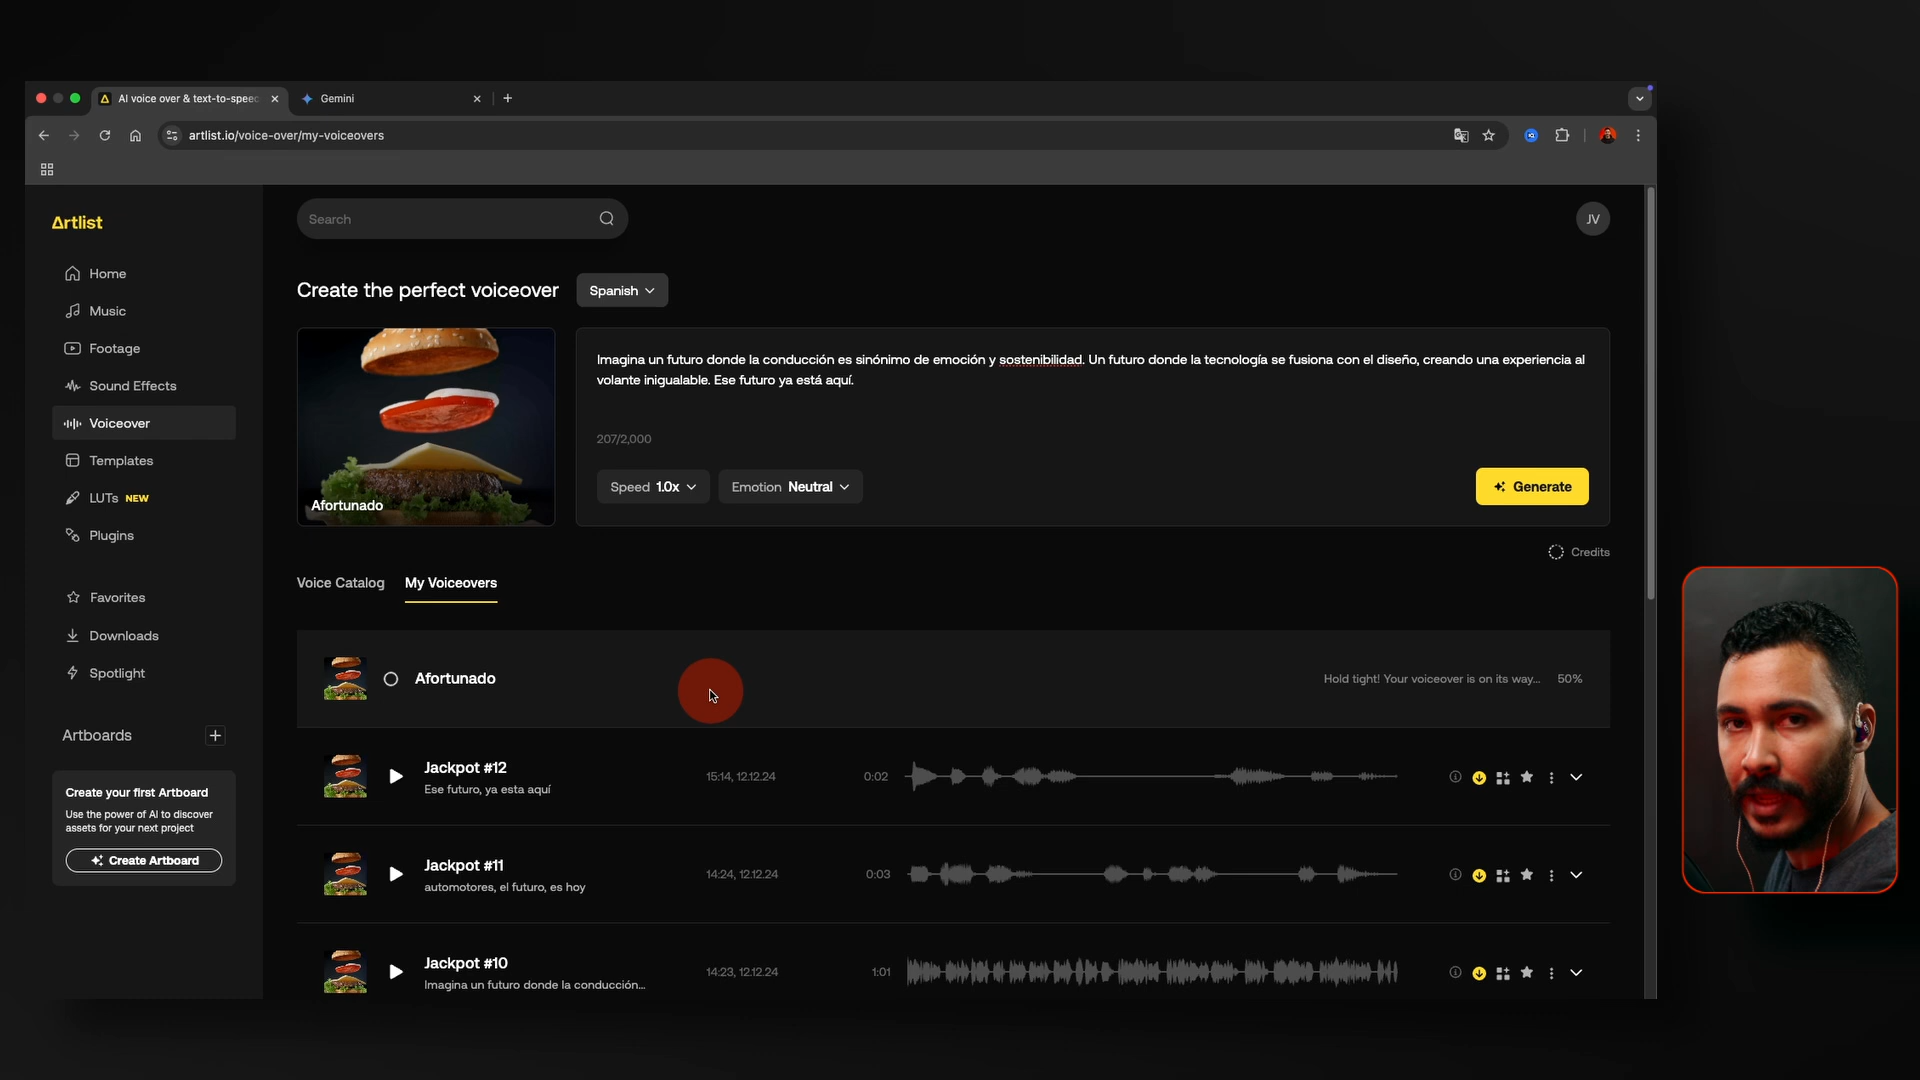 AI voice over & text-to-speec
Gemini
artlist.io/voice-over/my-voiceovers
Artlist
Search
JV
Home
Music
Footage
Sound Effects
Voiceover
Templates
LUTs NEW
Plugins
Favorites
Downloads
Spotlight
Artboards
Create your first Artboard
Use the power of AI to discover
assets for your next project
Create Artboard
Create the perfect voiceover
Spanish
Afortunado
Imagina un futuro donde la conducción es sinónimo de emoción y sostenibilidad. Un futuro donde la tecnología se fusiona con el diseño, creando una experiencia al
volante inigualable. Ese futuro ya está aquí.
207/2,000
Speed 1.0x
Emotion Neutral
Generate
Credits
Voice Catalog
My Voiceovers
Afortunado
Hold tight! Your voiceover is on its way... 50%
Jackpot #12
Ese futuro, ya esta aquí
15:14, 12.12.24
0:02
Jackpot #11
automotores, el futuro, es hoy
14:24, 12.12.24
0:03
Jackpot #10
Imagina un futuro donde la conducción...
14:23, 12.12.24
1:01